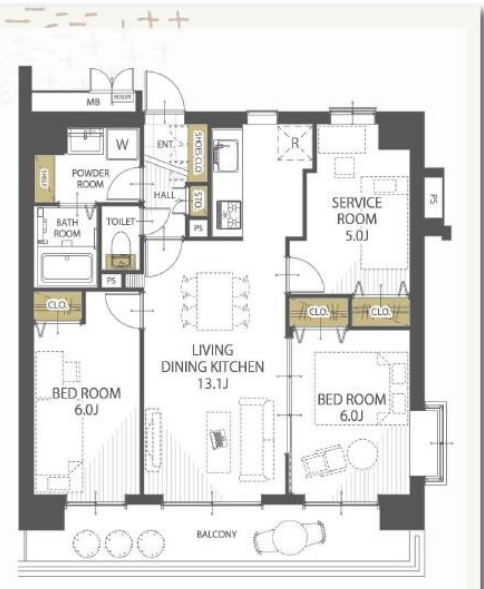 MB
BOILER
W
ENT.
SHOES CLO.
R
POWDER
ROOM
SHELF
HALL
STO.
SERVICE
ROOM
5.0J
PS
BATH
ROOM
TOILET
PS
PS
CLO.
CLO.
CLO.
LIVING
DINING KITCHEN
13.1J
BED ROOM
6.0J
BED ROOM
6.0J
BALCONY